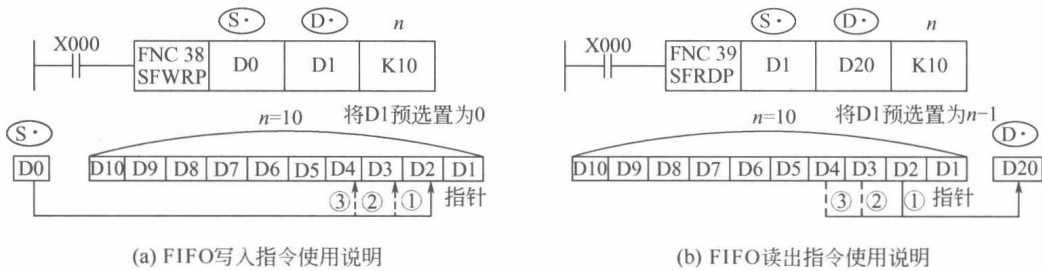 S· D· n
X000 FNC 38 SFWRP D0 D1 K10
n=10 将D1预选置为0
S·
D0 D10 D9 D8 D7 D6 D5 D4 D3 D2 D1
③ ② ① 指针
(a) FIFO写入指令使用说明
S· D· n
X000 FNC 39 SFRDP D1 D20 K10
n=10 将D1预选置为n-1
D·
D10 D9 D8 D7 D6 D5 D4 D3 D2 D1 D20
③ ② ① 指针
(b) FIFO读出指令使用说明